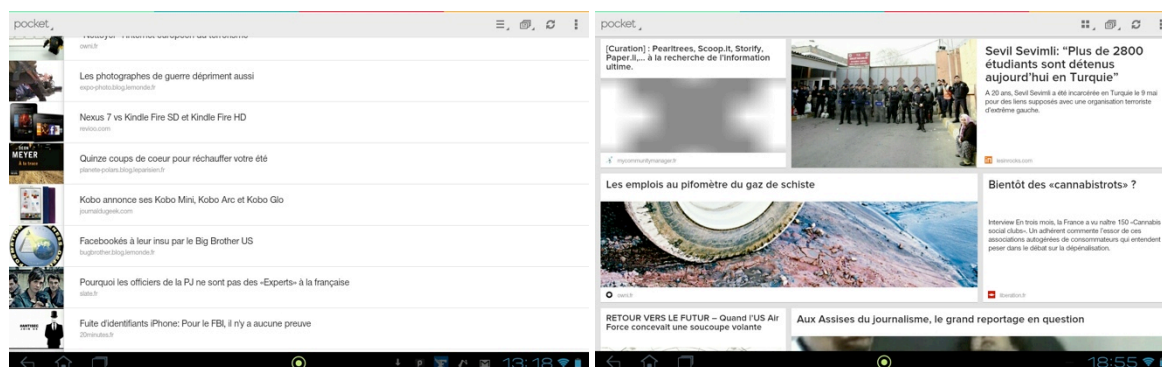 pocket
owni.fr
Les photographes de guerre dépriment aussi
expo-photo.blog.lemonde.fr
Nexus 7 vs Kindle Fire SD et Kindle Fire HD
revioo.com
MEYER
À la trace
Quinze coups de coeur pour réchauffer votre été
planete-polars.blog.leparisien.fr
Kobo annonce ses Kobo Mini, Kobo Arc et Kobo Glo
journaldugeek.com
Facebookés à leur insu par le Big Brother US
bugbrother.blog.lemonde.fr
Pourquoi les officiers de la PJ ne sont pas des «Experts» à la française
slate.fr
Fuite d'identifiants iPhone: Pour le FBI, il n'y a aucune preuve
20minutes.fr
13:18
pocket
[Curation] : Pearltrees, Scoop.it, Storify,
Paper.li,... à la recherche de l'information
ultime.
mycommunitymanager.fr
Sevil Sevimli: “Plus de 2800
étudiants sont détenus
aujourd'hui en Turquie”
A 20 ans, Sevil Sevimli a été incarcérée en Turquie le 9 mai
pour des liens supposés avec une organisation terroriste
d'extrême gauche.
lesinrocks.com
Les emplois au pifomètre du gaz de schiste
owni.fr
Bientôt des «cannabistrots» ?
Interview En trois mois, la France a vu naître 150 «Cannabis
social clubs». Un adhérent commente l'essor de ces
associations autogérées de consommateurs qui entendent
peser dans le débat sur la dépénalisation.
liberation.fr
RETOUR VERS LE FUTUR – Quand l'US Air
Force concevait une soucoupe volante
Aux Assises du journalisme, le grand reportage en question
18:55